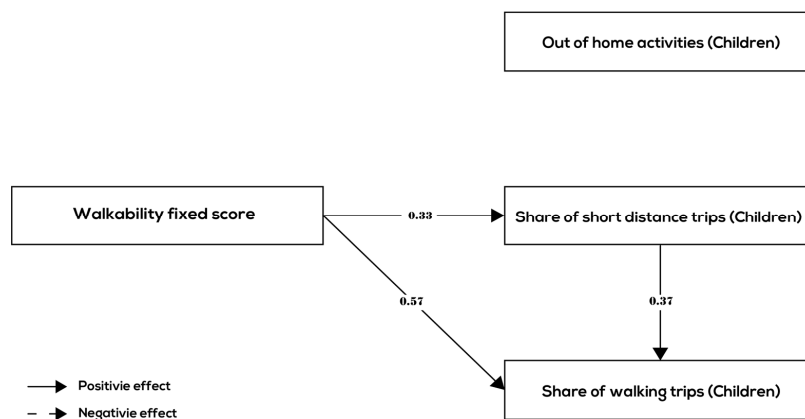 Out of home activities (Children)
Walkability fixed score
0.33
Share of short distance trips (Children)
0.57
0.37
Share of walking trips (Children)
Positivie effect
Negativie effect